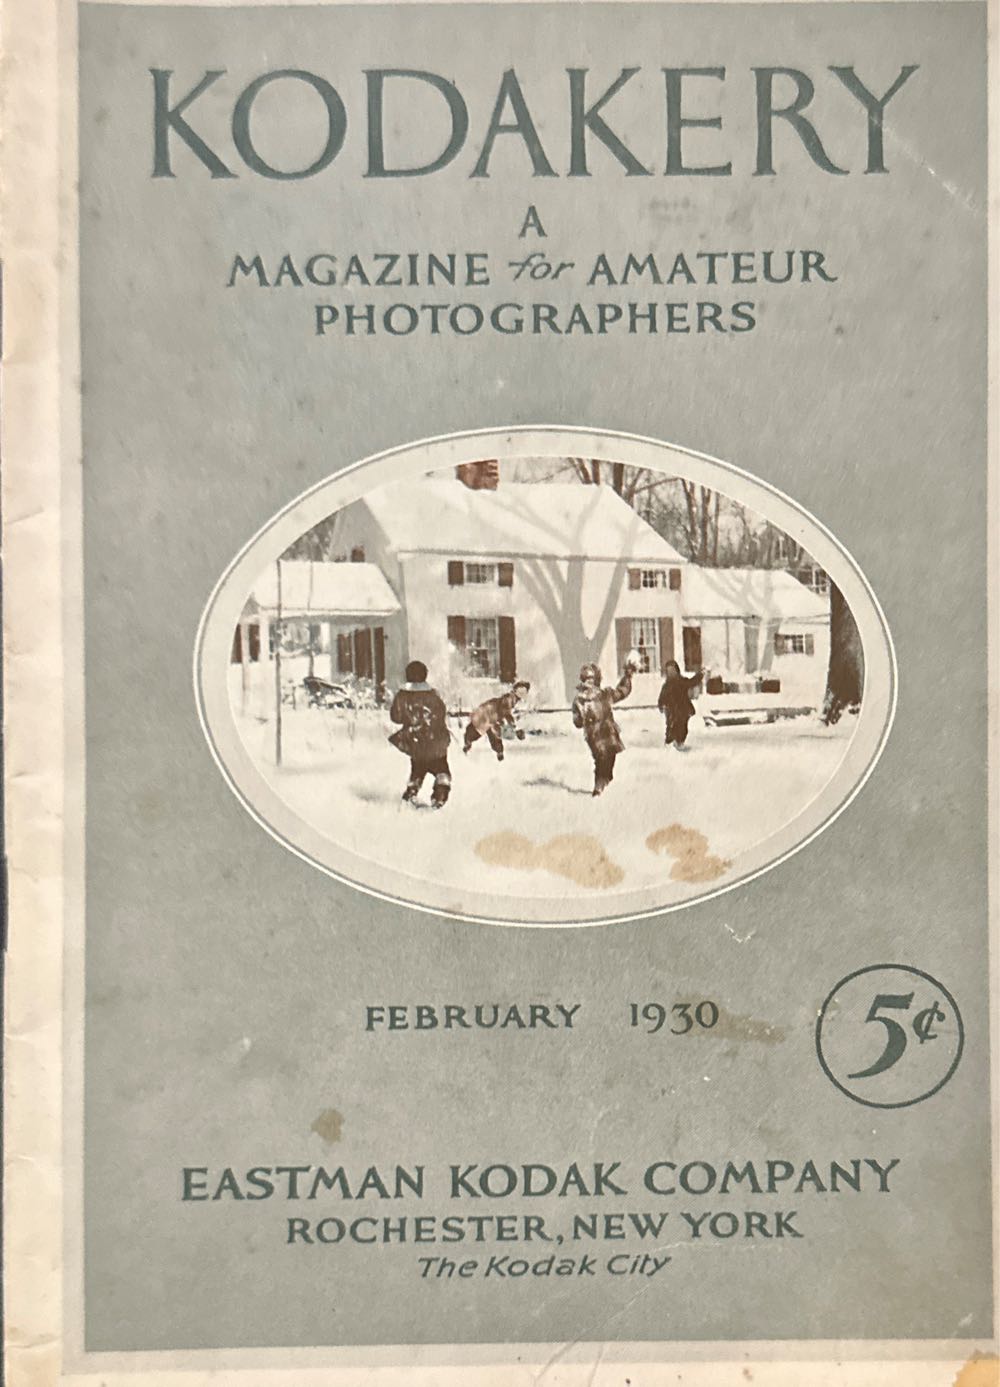 KODAKERY
A
MAGAZINE for AMATEUR
PHOTOGRAPHERS
FEBRUARY 1930
5¢
EASTMAN KODAK COMPANY
ROCHESTER, NEW YORK
The Kodak City